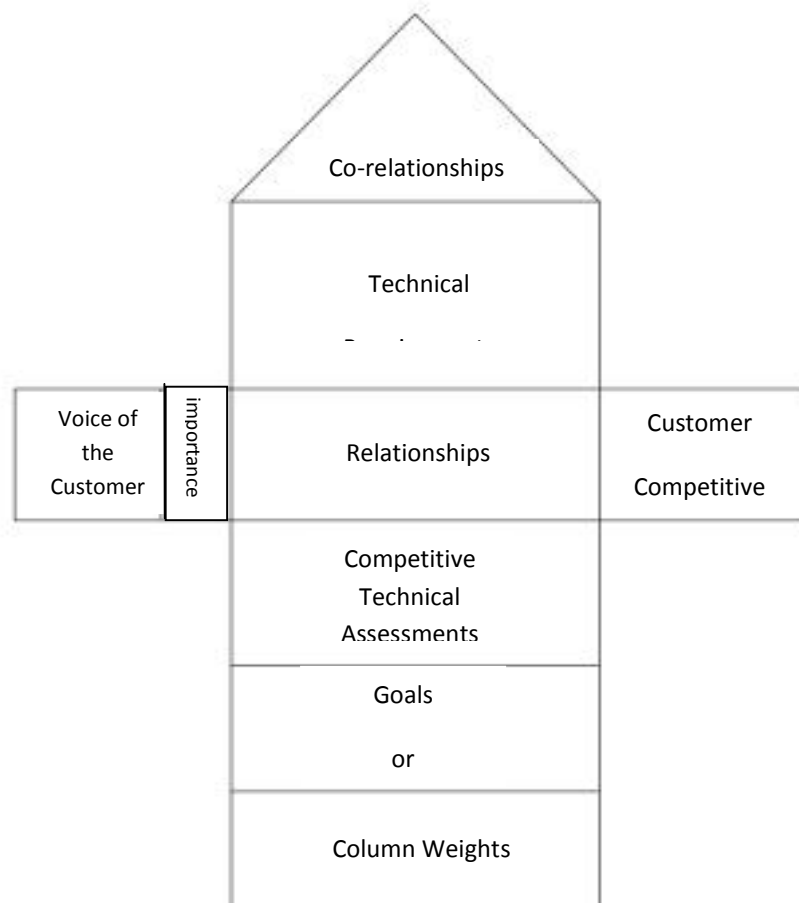 Co-relationships
Technical
Voice of
the
Customer
importance
Relationships
Customer
Competitive
Competitive
Technical
Assessments
Goals
or
Column Weights